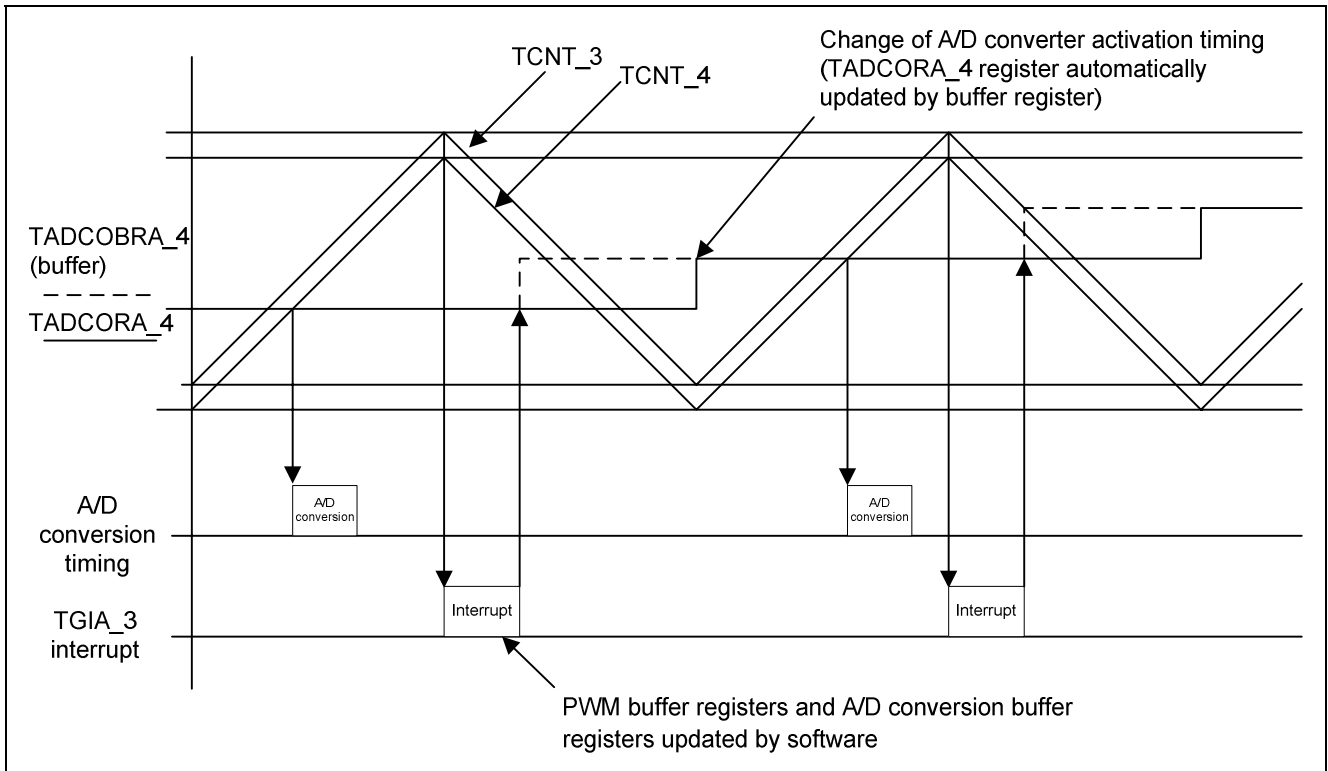 TCNT_3
TCNT_4
Change of A/D converter activation timing
(TADCORA_4 register automatically
updated by buffer register)
TADCOBRA_4
(buffer)
TADCORA_4
A/D
conversion
timing
A/D
conversion
A/D
conversion
TGIA_3
interrupt
Interrupt
Interrupt
PWM buffer registers and A/D conversion buffer
registers updated by software